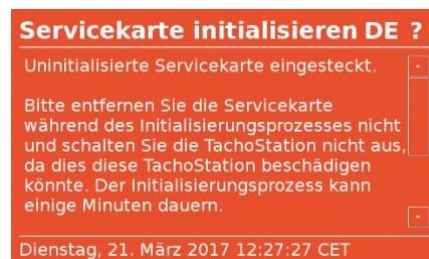 Servicekarte initialisieren DE ?
Uninitialisierte Servicekarte eingesteckt.
Bitte entfernen Sie die Servicekarte
während des Initialisierungsprozesses nicht
und schalten Sie die TachoStation nicht aus,
da dies diese TachoStation beschädigen
könnte. Der Initialisierungsprozess kann
einige Minuten dauern.
Dienstag, 21. März 2017 12:27:27 CET